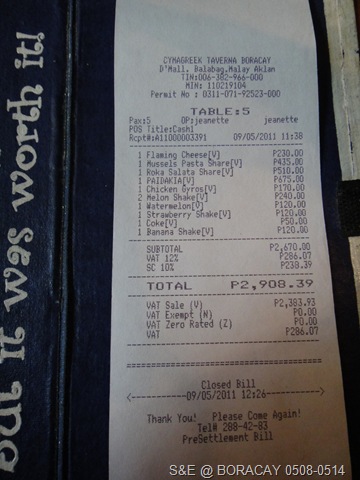 but It was worth it!
CYMAGREEK TAVERNA BORACAY
D'Mall. Balabag,Malay Aklan
TIN:006-382-966-000
MIN: 110219104
Permit No : 0311-071-92523-000
TABLE:5
Pax:5 OP:jeanette jeanette
POS Title:Cash1
Rcpt#:A11000003391 09/05/2011 11:38
1 Flaming Cheese[V] P230.00
1 Mussels Pasta Share[V] P435.00
1 Roka Salata Share[V] P510.00
1 PAIDAKIA[V] P675.00
1 Chicken Gyros[V] P170.00
2 Melon Shake[V] P240.00
1 Watermelon[V] P120.00
1 Strawberry Shake[V] P120.00
1 Coke[V] P50.00
1 Banana Shake[V] P120.00
SUBTOTAL P2,670.00
VAT 12% P286.07
SC 10% P238.39
TOTAL P2,908.39
VAT Sale (V) P2,383.93
VAT Exempt (N) P0.00
VAT Zero Rated (Z) P0.00
VAT P286.07
Closed Bill
<----------09/05/2011 12:26---------->
Thank You! Please Come Again!
Tel# 288-42-83
PreSettlement Bill
S&E @ BORACAY 0508-0514